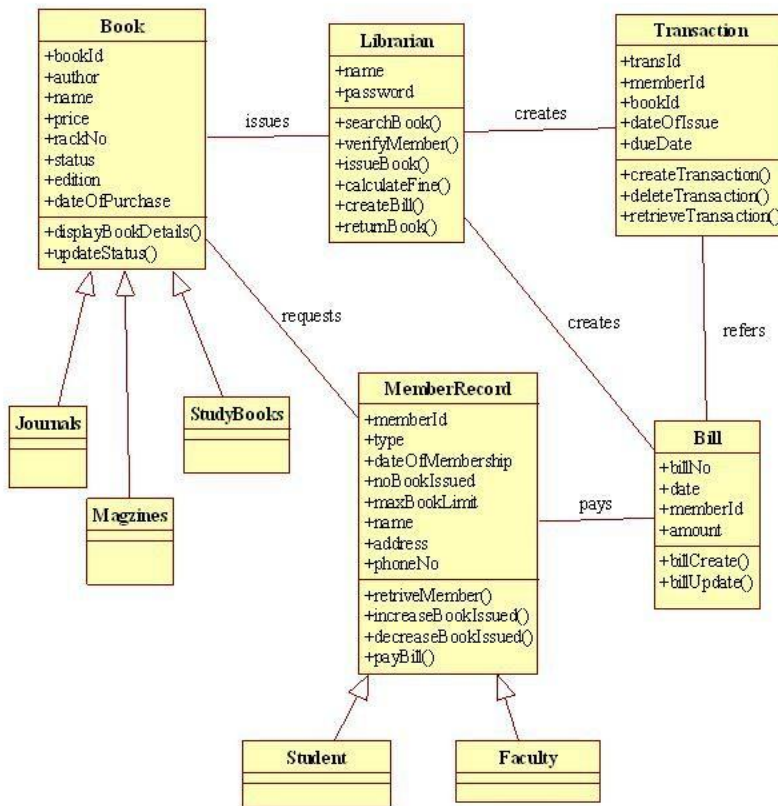 Book
+bookId
+author
+name
+price
+rackNo
+status
+edition
+dateOfPurchase
+displayBookDetails()
+updateStatus()
issues
Librarian
+name
+password
+searchBook()
+verifyMember()
+issueBook()
+calculateFine()
+createBill()
+returnBook()
creates
Transaction
+transId
+memberId
+bookId
+dateOfIssue
+dueDate
+createTransaction()
+deleteTransaction()
+retrieveTransaction()
requests
creates
refers
Journals
StudyBooks
Magzines
MemberRecord
+memberId
+type
+dateOfMembership
+noBookIssued
+maxBookLimit
+name
+address
+phoneNo
+retriveMember()
+increaseBookIssued()
+decreaseBookIssued()
+payBill()
pays
Bill
+billNo
+date
+memberId
+amount
+billCreate()
+billUpdate()
Student
Faculty